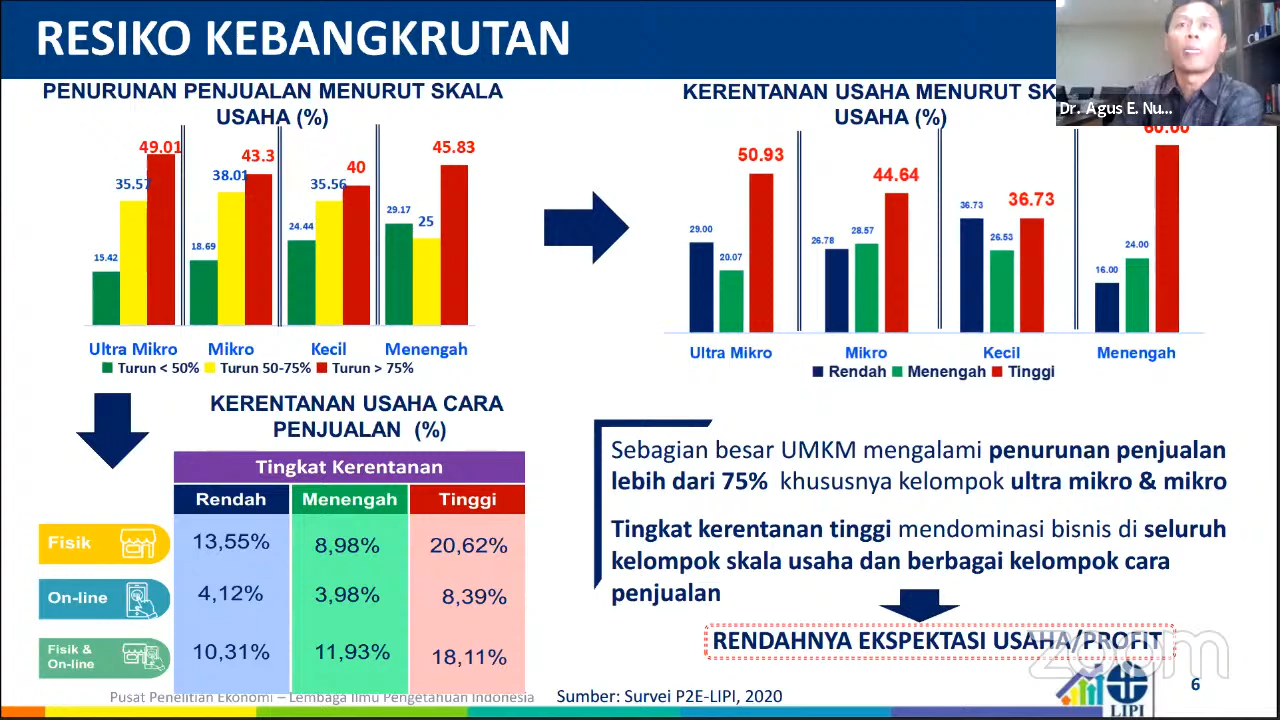 RESIKO KEBANGKRUTAN
Dr. Agus E. Nu...
PENURUNAN PENJUALAN MENURUT SKALA
USAHA (%)
49.01
35.57
15.42
43.3
38.01
18.69
40
35.56
24.44
45.83
29.17
25
Ultra Mikro Mikro Kecil Menengah
Turun < 50% Turun 50-75% Turun > 75%
KERENTANAN USAHA MENURUT SK
USAHA (%)
50.93
29.00
20.07
44.64
26.78
28.57
36.73
26.53
36.73
60.00
16.00
24.00
Ultra Mikro Mikro Kecil Menengah
Rendah Menengah Tinggi
KERENTANAN USAHA CARA
PENJUALAN (%)
Tingkat Kerentanan
Rendah Menengah Tinggi
Fisik 13,55% 8,98% 20,62%
On-line 4,12% 3,98% 8,39%
Fisik &
On-line 10,31% 11,93% 18,11%
Sebagian besar UMKM mengalami penurunan penjualan
lebih dari 75% khususnya kelompok ultra mikro & mikro
Tingkat kerentanan tinggi mendominasi bisnis di seluruh
kelompok skala usaha dan berbagai kelompok cara
penjualan
RENDAHNYA EKSPEKTASI USAHA/PROFIT
zoom
Pusat Penelitian Ekonomi – Lembaga Ilmu Pengetahuan Indonesia
Sumber: Survei P2E-LIPI, 2020
LIPI
6